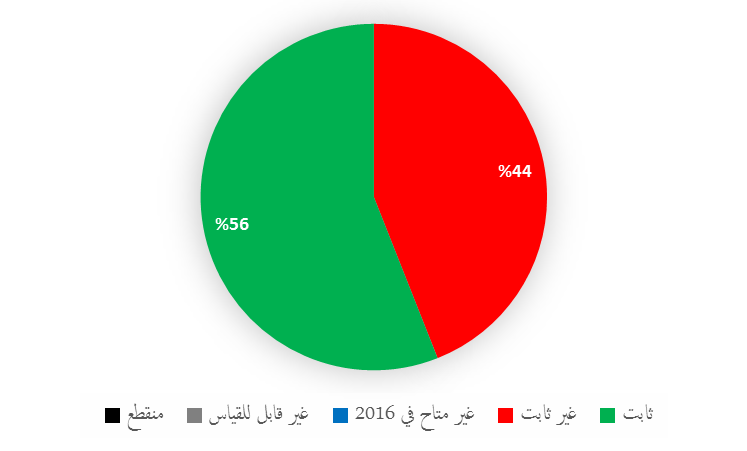 %44
%56
ثابت
غير ثابت
غير متاح في 2016
غير قابل للقياس
منقطع